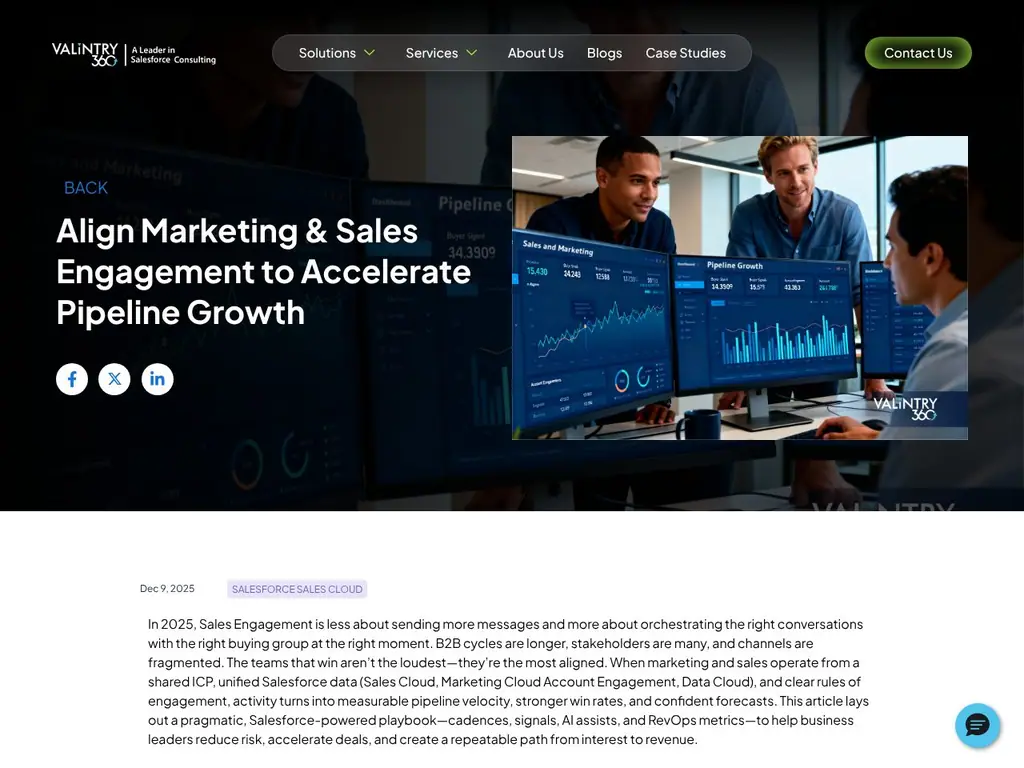 VALiNTRY
360
A Leader in
Salesforce Consulting
Solutions
Services
About Us
Blogs
Case Studies
Contact Us
BACK
Align Marketing & Sales
Engagement to Accelerate
Pipeline Growth
Sales and Marketing
15,430
Pipeline Growth
VALiNTRY
360
Dec 9, 2025
SALESFORCE SALES CLOUD
In 2025, Sales Engagement is less about sending more messages and more about orchestrating the right conversations
with the right buying group at the right moment. B2B cycles are longer, stakeholders are many, and channels are
fragmented. The teams that win aren't the loudest—they're the most aligned. When marketing and sales operate from a
shared ICP, unified Salesforce data (Sales Cloud, Marketing Cloud Account Engagement, Data Cloud), and clear rules of
engagement, activity turns into measurable pipeline velocity, stronger win rates, and confident forecasts. This article lays
out a pragmatic, Salesforce-powered playbook—cadences, signals, AI assists, and RevOps metrics—to help business
leaders reduce risk, accelerate deals, and create a repeatable path from interest to revenue.